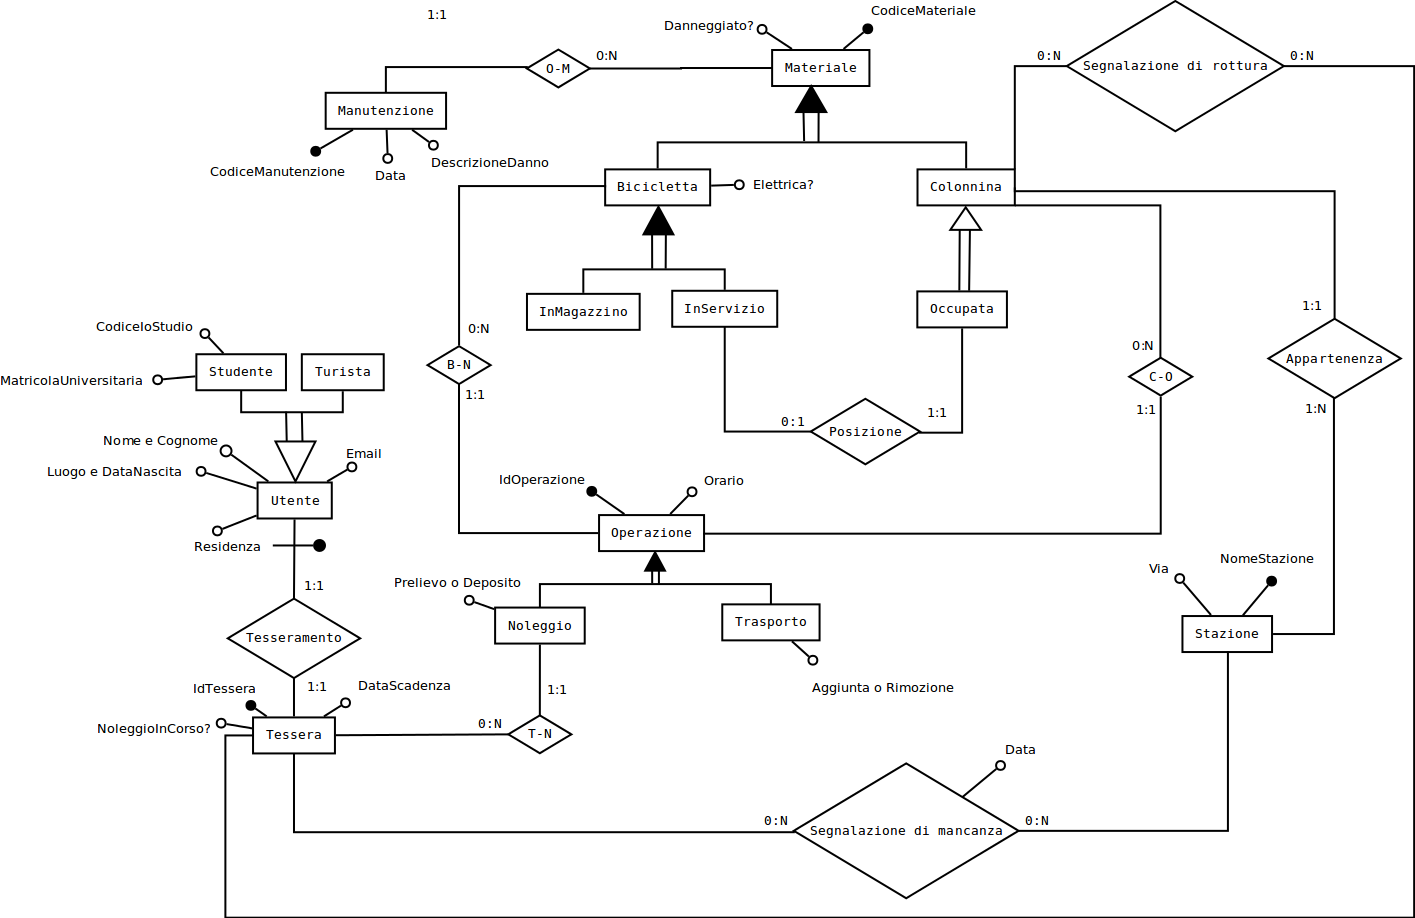 CodiceMateriale
1:1
Danneggiato?
0:N
0:N
0:N
O-M
Materiale
Segnalazione di rottura
Manutenzione
DescrizioneDanno
CodiceManutenzione
Data
Bicicletta
Elettrica?
Colonnina
InMagazzino
InServizio
Occupata
1:1
CodiceIoStudio
0:N
0:N
Studente
Turista
B-N
C-O
Appartenenza
MatricolaUniversitaria
1:1
1:1
1:N
0:1
1:1
Posizione
Nome e Cognome
Email
Luogo e DataNascita
IdOperazione
Orario
Utente
Operazione
Residenza
NomeStazione
Via
Prelievo o Deposito
1:1
Noleggio
Trasporto
Stazione
Tesseramento
1:1
IdTessera
DataScadenza
1:1
Aggiunta o Rimozione
NoleggioInCorso?
0:N
Tessera
T-N
Data
0:N
0:N
Segnalazione di mancanza